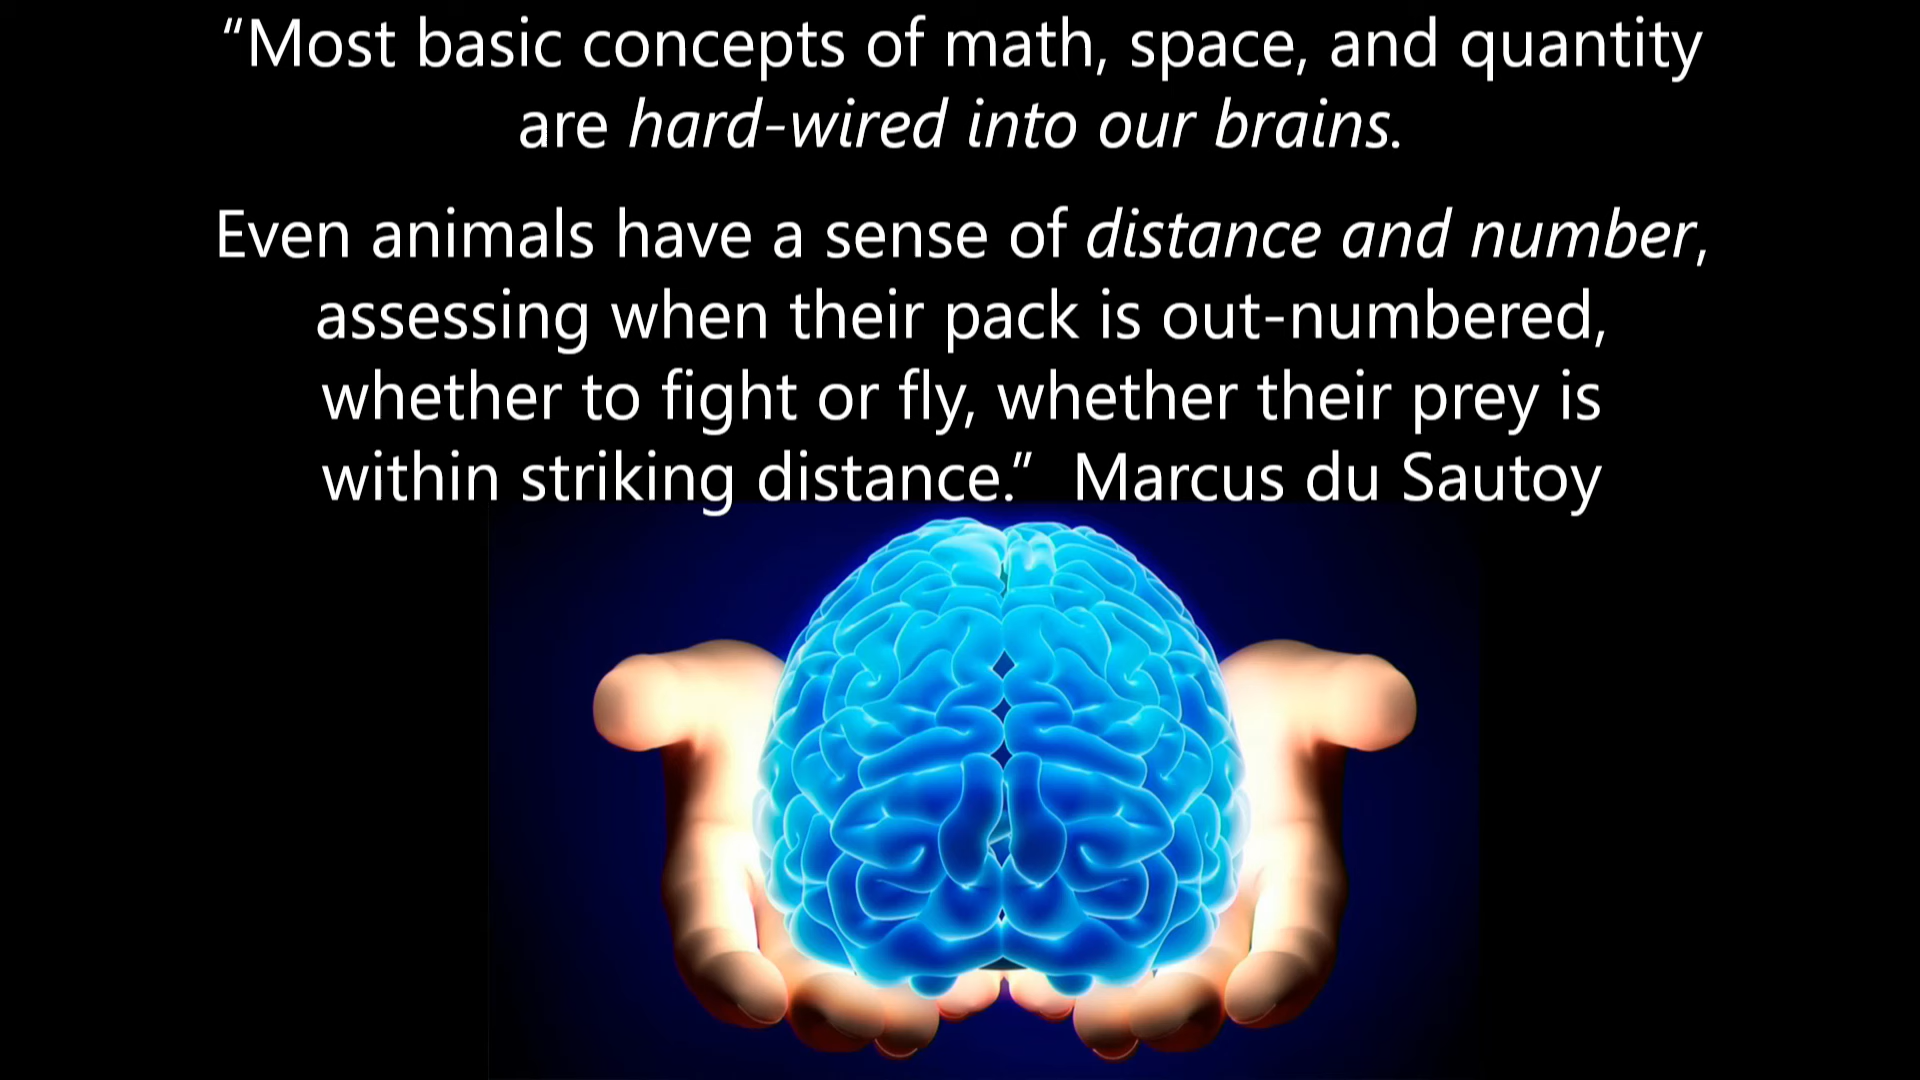 “Most basic concepts of math, space, and quantity
are hard-wired into our brains.
Even animals have a sense of distance and number,
assessing when their pack is out-numbered,
whether to fight or fly, whether their prey is
within striking distance.”  Marcus du Sautoy